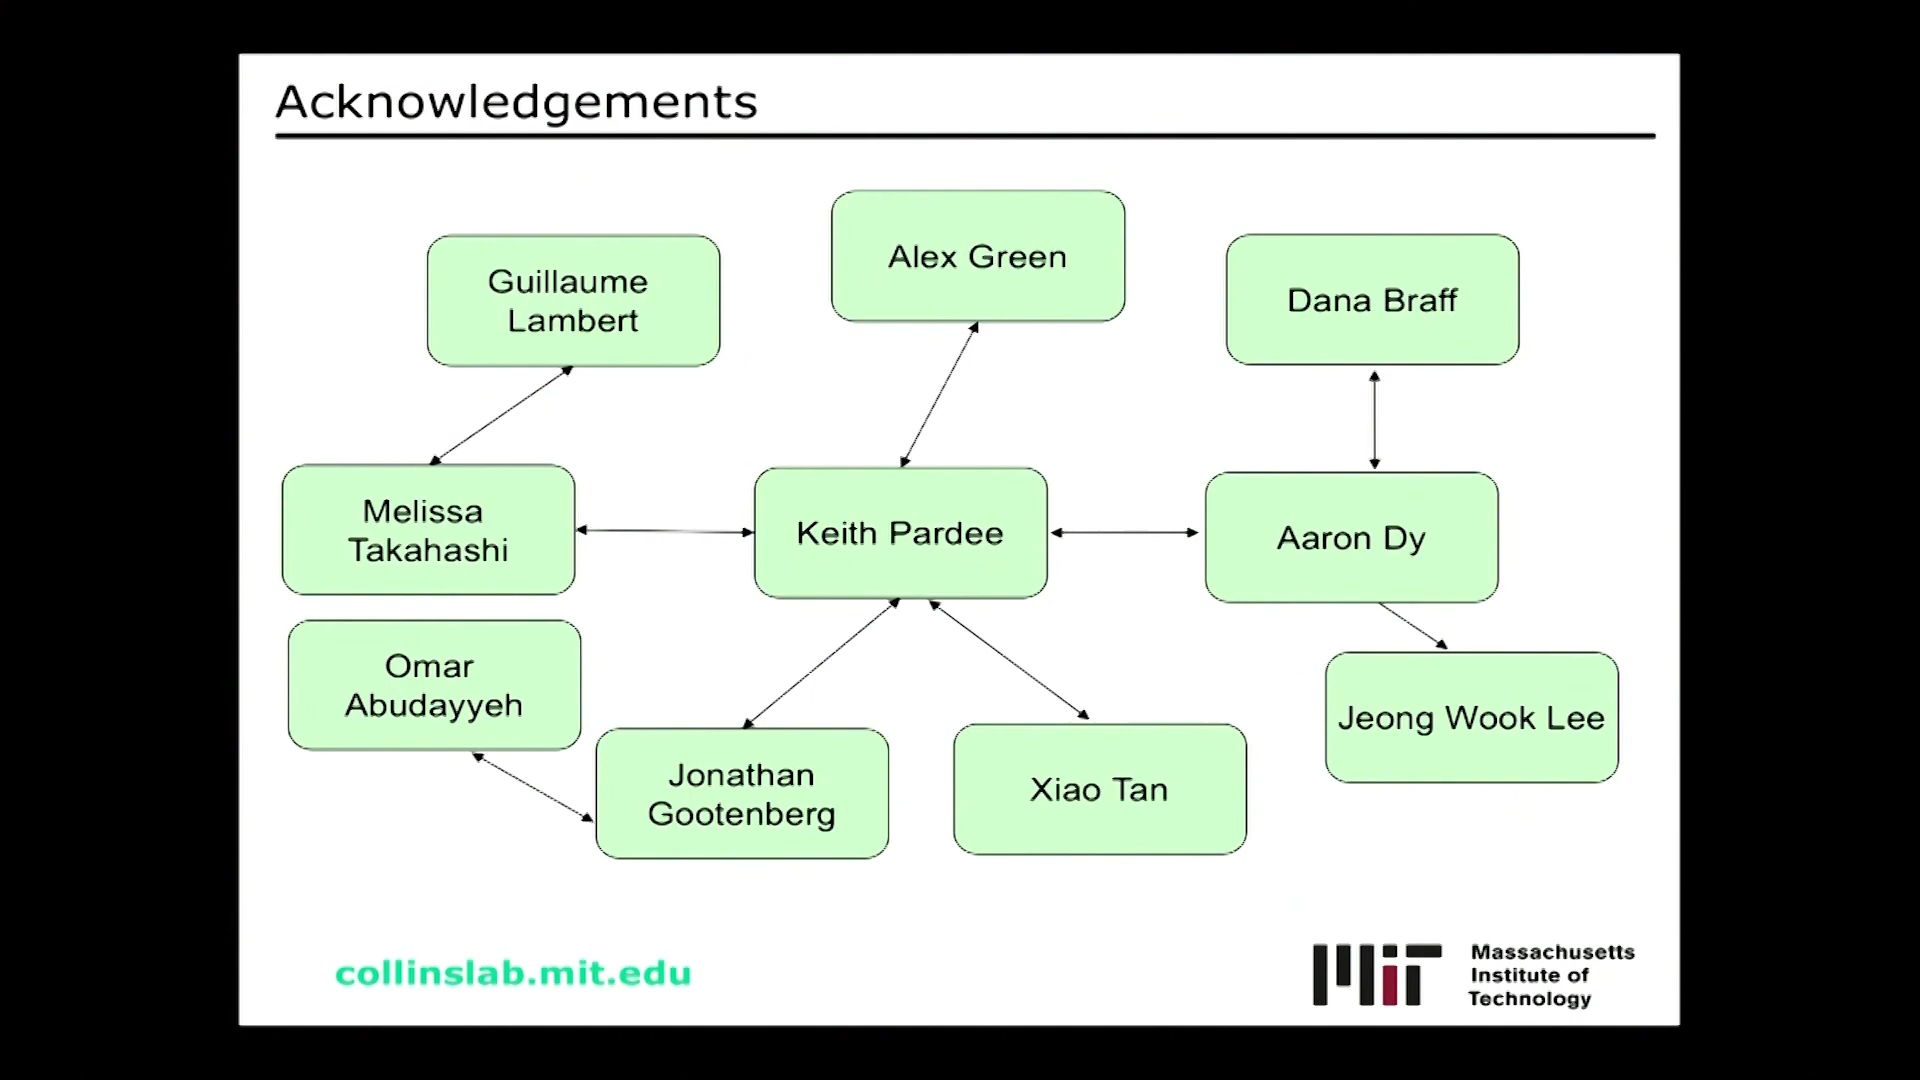 Acknowledgements
Guillaume
Lambert
Alex Green
Dana Braff
Melissa
Takahashi
Keith Pardee
Aaron Dy
Omar
Abudayyeh
Jonathan
Gootenberg
Xiao Tan
Jeong Wook Lee
collinslab.mit.edu
Massachusetts
Institute of
Technology